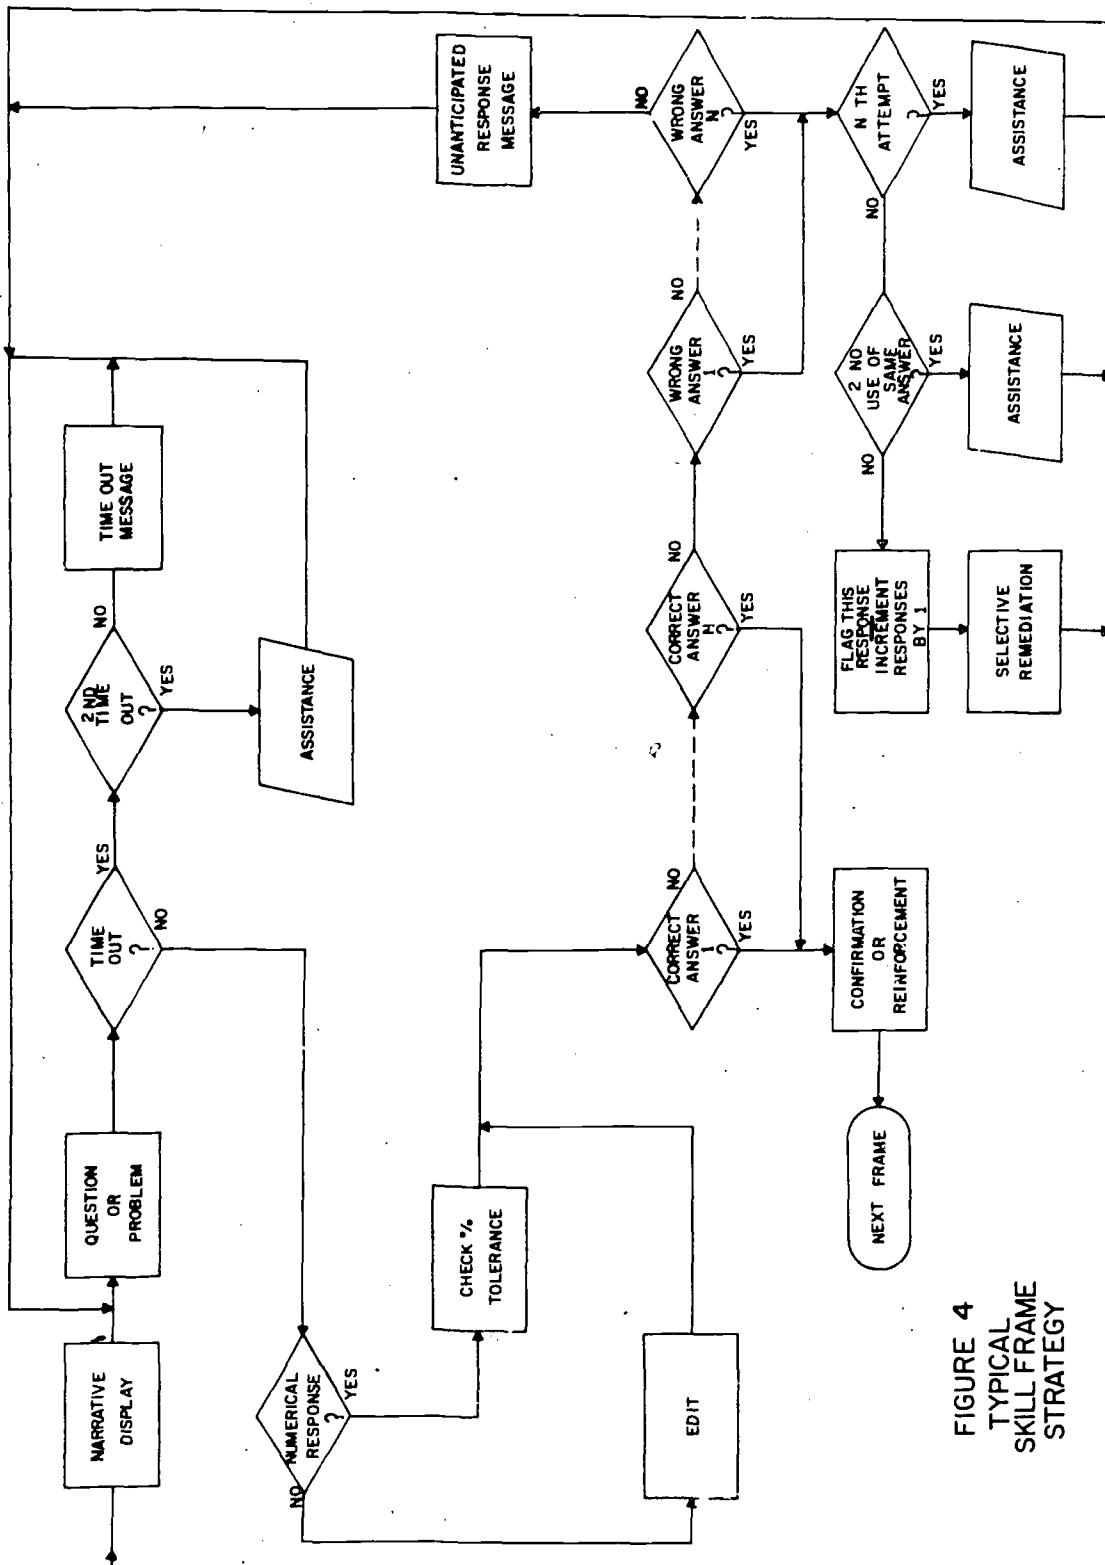 NARRATIVE
DISPLAY
QUESTION
OR
PROBLEM
TIME
OUT
?
YES
NO
2ND
TIME
OUT
?
NO
YES
TIME OUT
MESSAGE
ASSISTANCE
NUMERICAL
RESPONSE
?
NO
YES
CHECK %
TOLERANCE
EDIT
CORRECT
ANSWER
1
?
NO
YES
CORRECT
ANSWER
N
?
NO
YES
WRONG
ANSWER
1
?
NO
YES
WRONG
ANSWER
N
?
NO
YES
UNANTICIPATED
RESPONSE
MESSAGE
CONFIRMATION
OR
REINFORCEMENT
NEXT FRAME
N TH
ATTEMPT
?
NO
YES
ASSISTANCE
2 NO
USE OF
SAME
ANSWER
?
NO
YES
ASSISTANCE
FLAG THIS
RESPONSE
INCREMENT
RESPONSES
BY 1
SELECTIVE
REMEDIATION
FIGURE 4
TYPICAL
SKILL FRAME
STRATEGY